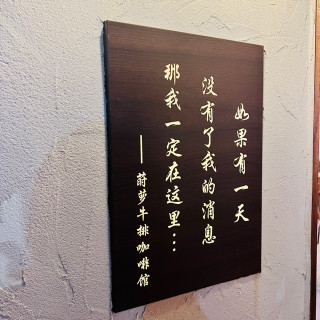 如果有一天
没有了我的消息
那我一定在这里...
——莳萝牛排咖啡馆